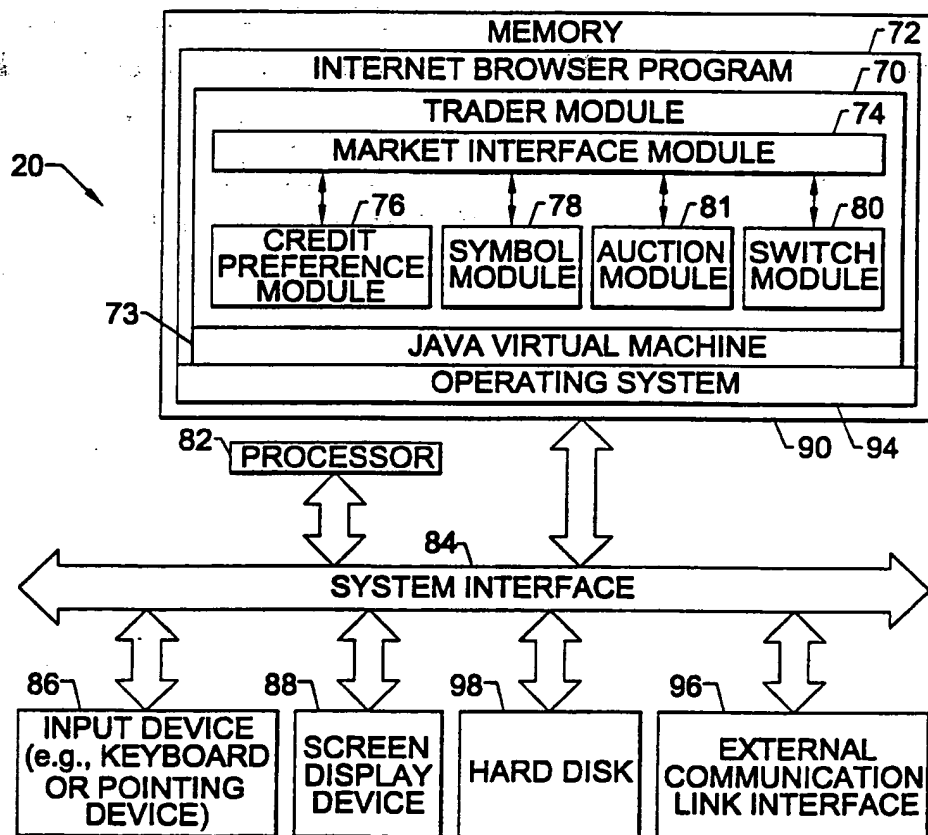 MEMORY
72
INTERNET BROWSER PROGRAM
70
TRADER MODULE
74
MARKET INTERFACE MODULE
20
76
78
81
80
CREDIT
PREFERENCE
MODULE
SYMBOL
MODULE
AUCTION
MODULE
SWITCH
MODULE
73
JAVA VIRTUAL MACHINE
OPERATING SYSTEM
82
PROCESSOR
90
94
84
SYSTEM INTERFACE
86
88
98
96
INPUT DEVICE
(e.g., KEYBOARD
OR POINTING
DEVICE)
SCREEN
DISPLAY
DEVICE
HARD DISK
EXTERNAL
COMMUNICATION
LINK INTERFACE